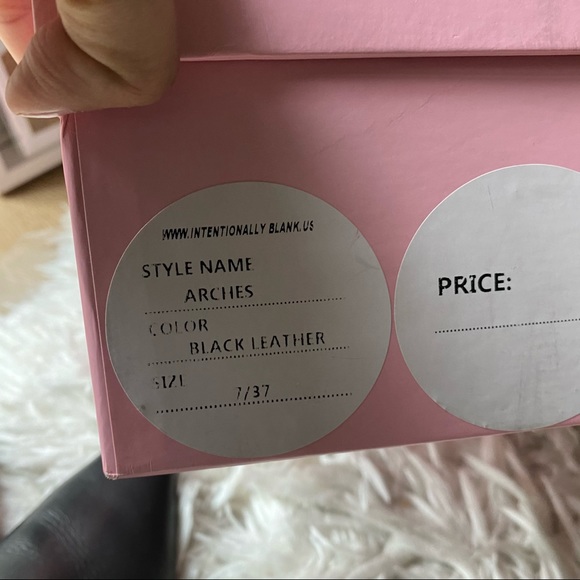 WWW.INTENTIONALLY BLANK.US
STYLE NAME
ARCHES
COLOR
BLACK LEATHER
SIZE
7/37
PRICE: